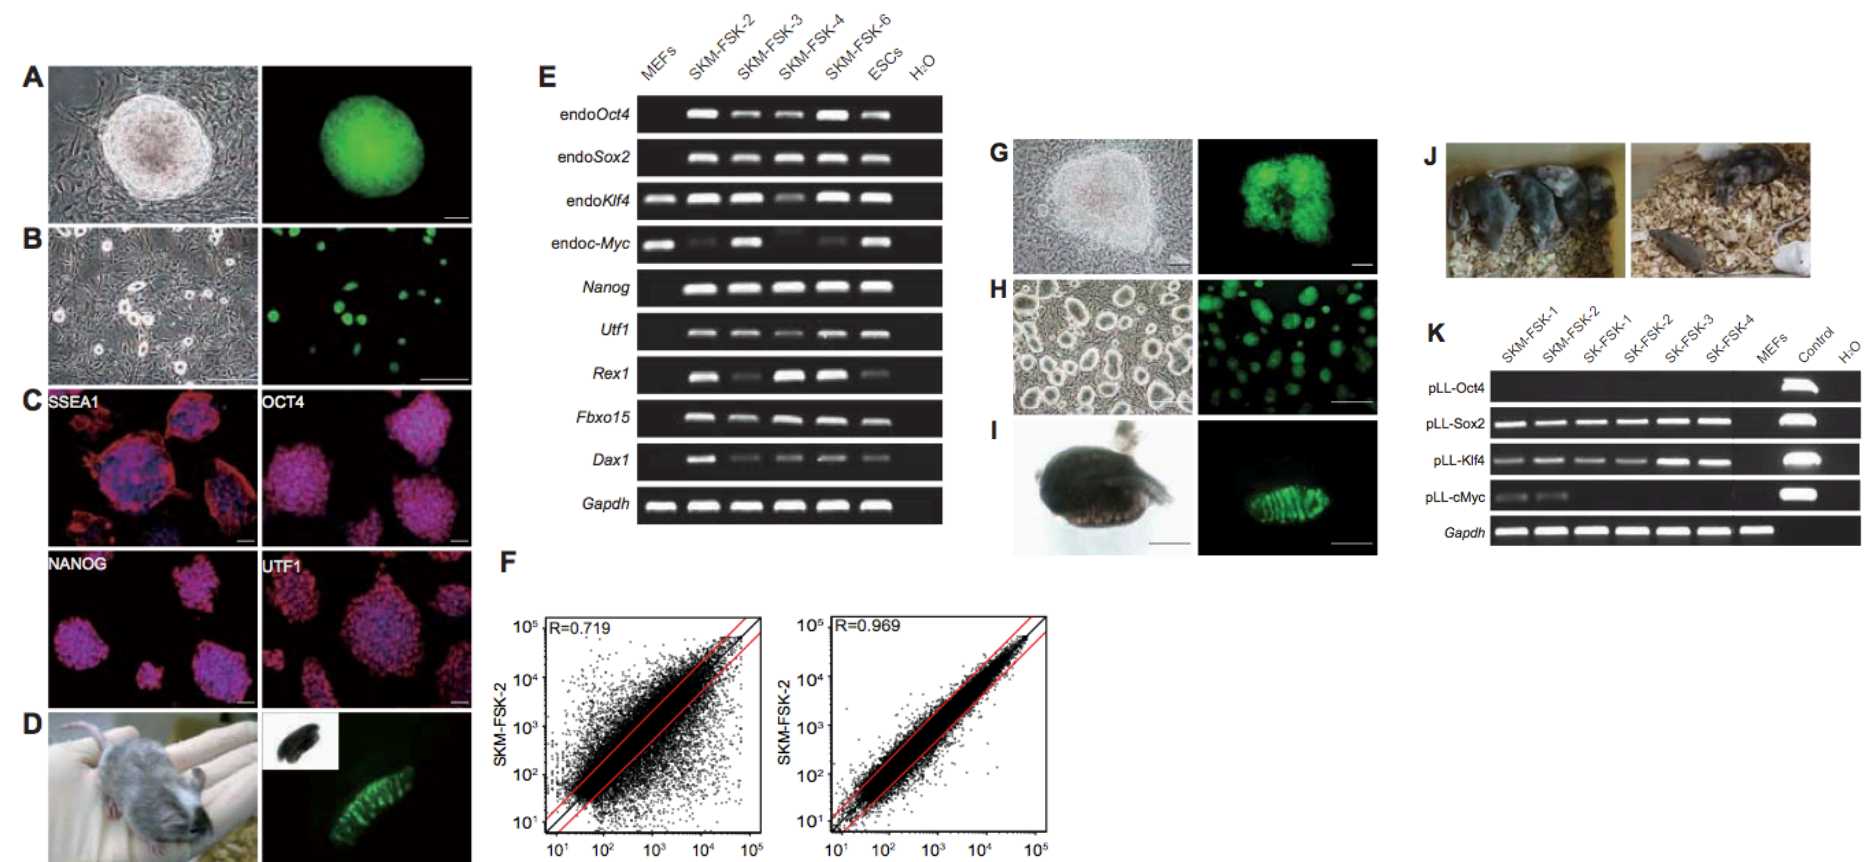 A
B
C
SSEA1
OCT4
NANOG
UTF1
D
E
MEFs
SKM-FSK-2
SKM-FSK-3
SKM-FSK-4
SKM-FSK-6
ESCs
H₂O
endoOct4
endoSox2
endoKlf4
endoc-Myc
Nanog
Utf1
Rex1
Fbxo15
Dax1
Gapdh
F
R=0.719
SKM-FSK-2
10⁵
10⁴
10³
10²
10¹
10¹ 10² 10³ 10⁴ 10⁵
R=0.969
SKM-FSK-2
10⁵
10⁴
10³
10²
10¹
10¹ 10² 10³ 10⁴ 10⁵
G
H
I
J
K
SKM-FSK-1
SKM-FSK-2
SK-FSK-1
SK-FSK-2
SK-FSK-3
SK-FSK-4
MEFs
Control
H₂O
pLL-Oct4
pLL-Sox2
pLL-Klf4
pLL-cMyc
Gapdh